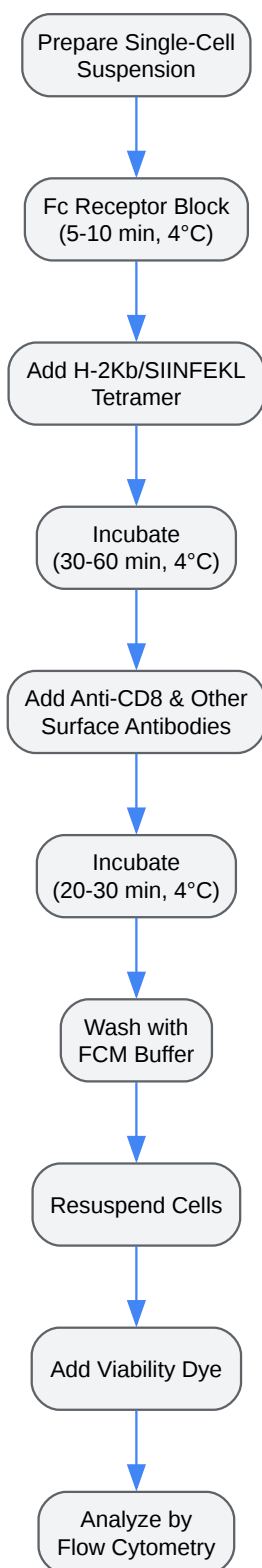 Prepare Single-Cell
Suspension
Fc Receptor Block
(5-10 min, 4°C)
Add H-2Kb/SIINFEKL
Tetramer
Incubate
(30-60 min, 4°C)
Add Anti-CD8 & Other
Surface Antibodies
Incubate
(20-30 min, 4°C)
Wash with
FCM Buffer
Resuspend Cells
Add Viability Dye
Analyze by
Flow Cytometry